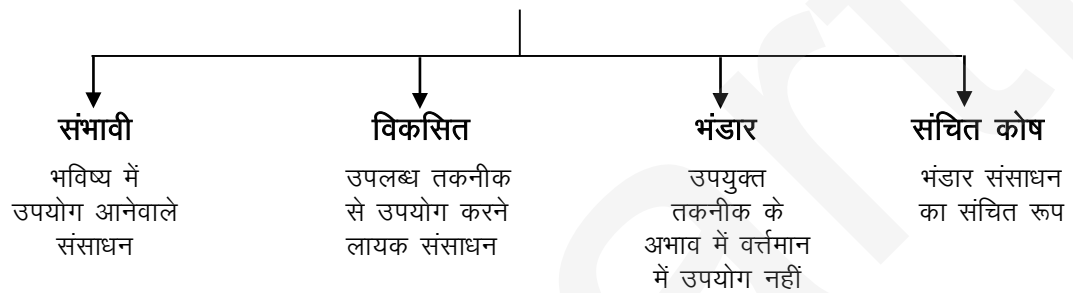 संभावी
भविष्य में
उपयोग आनेवाले
संसाधन
विकसित
उपलब्ध तकनीक
से उपयोग करने
लायक संसाधन
भंडार
उपयुक्त
तकनीक के
अभाव में वर्त्तमान
में उपयोग नहीं
संचित कोष
भंडार संसाधन
का संचित रूप